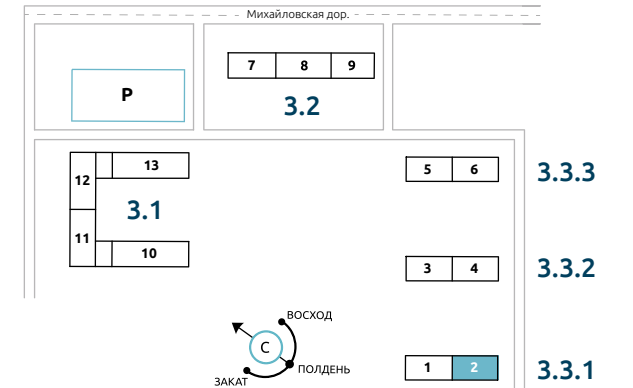 Михайловская дор.
7 8 9
P
3.2
13
12
3.1
11
10
5 6
3.3.3
3 4
3.3.2
ВОСХОД
С
ПОЛДЕНЬ
ЗАКАТ
1 2
3.3.1